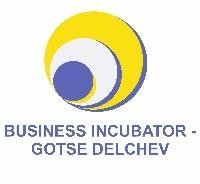 BUSINESS INCUBATOR -
GOTSE DELCHEV